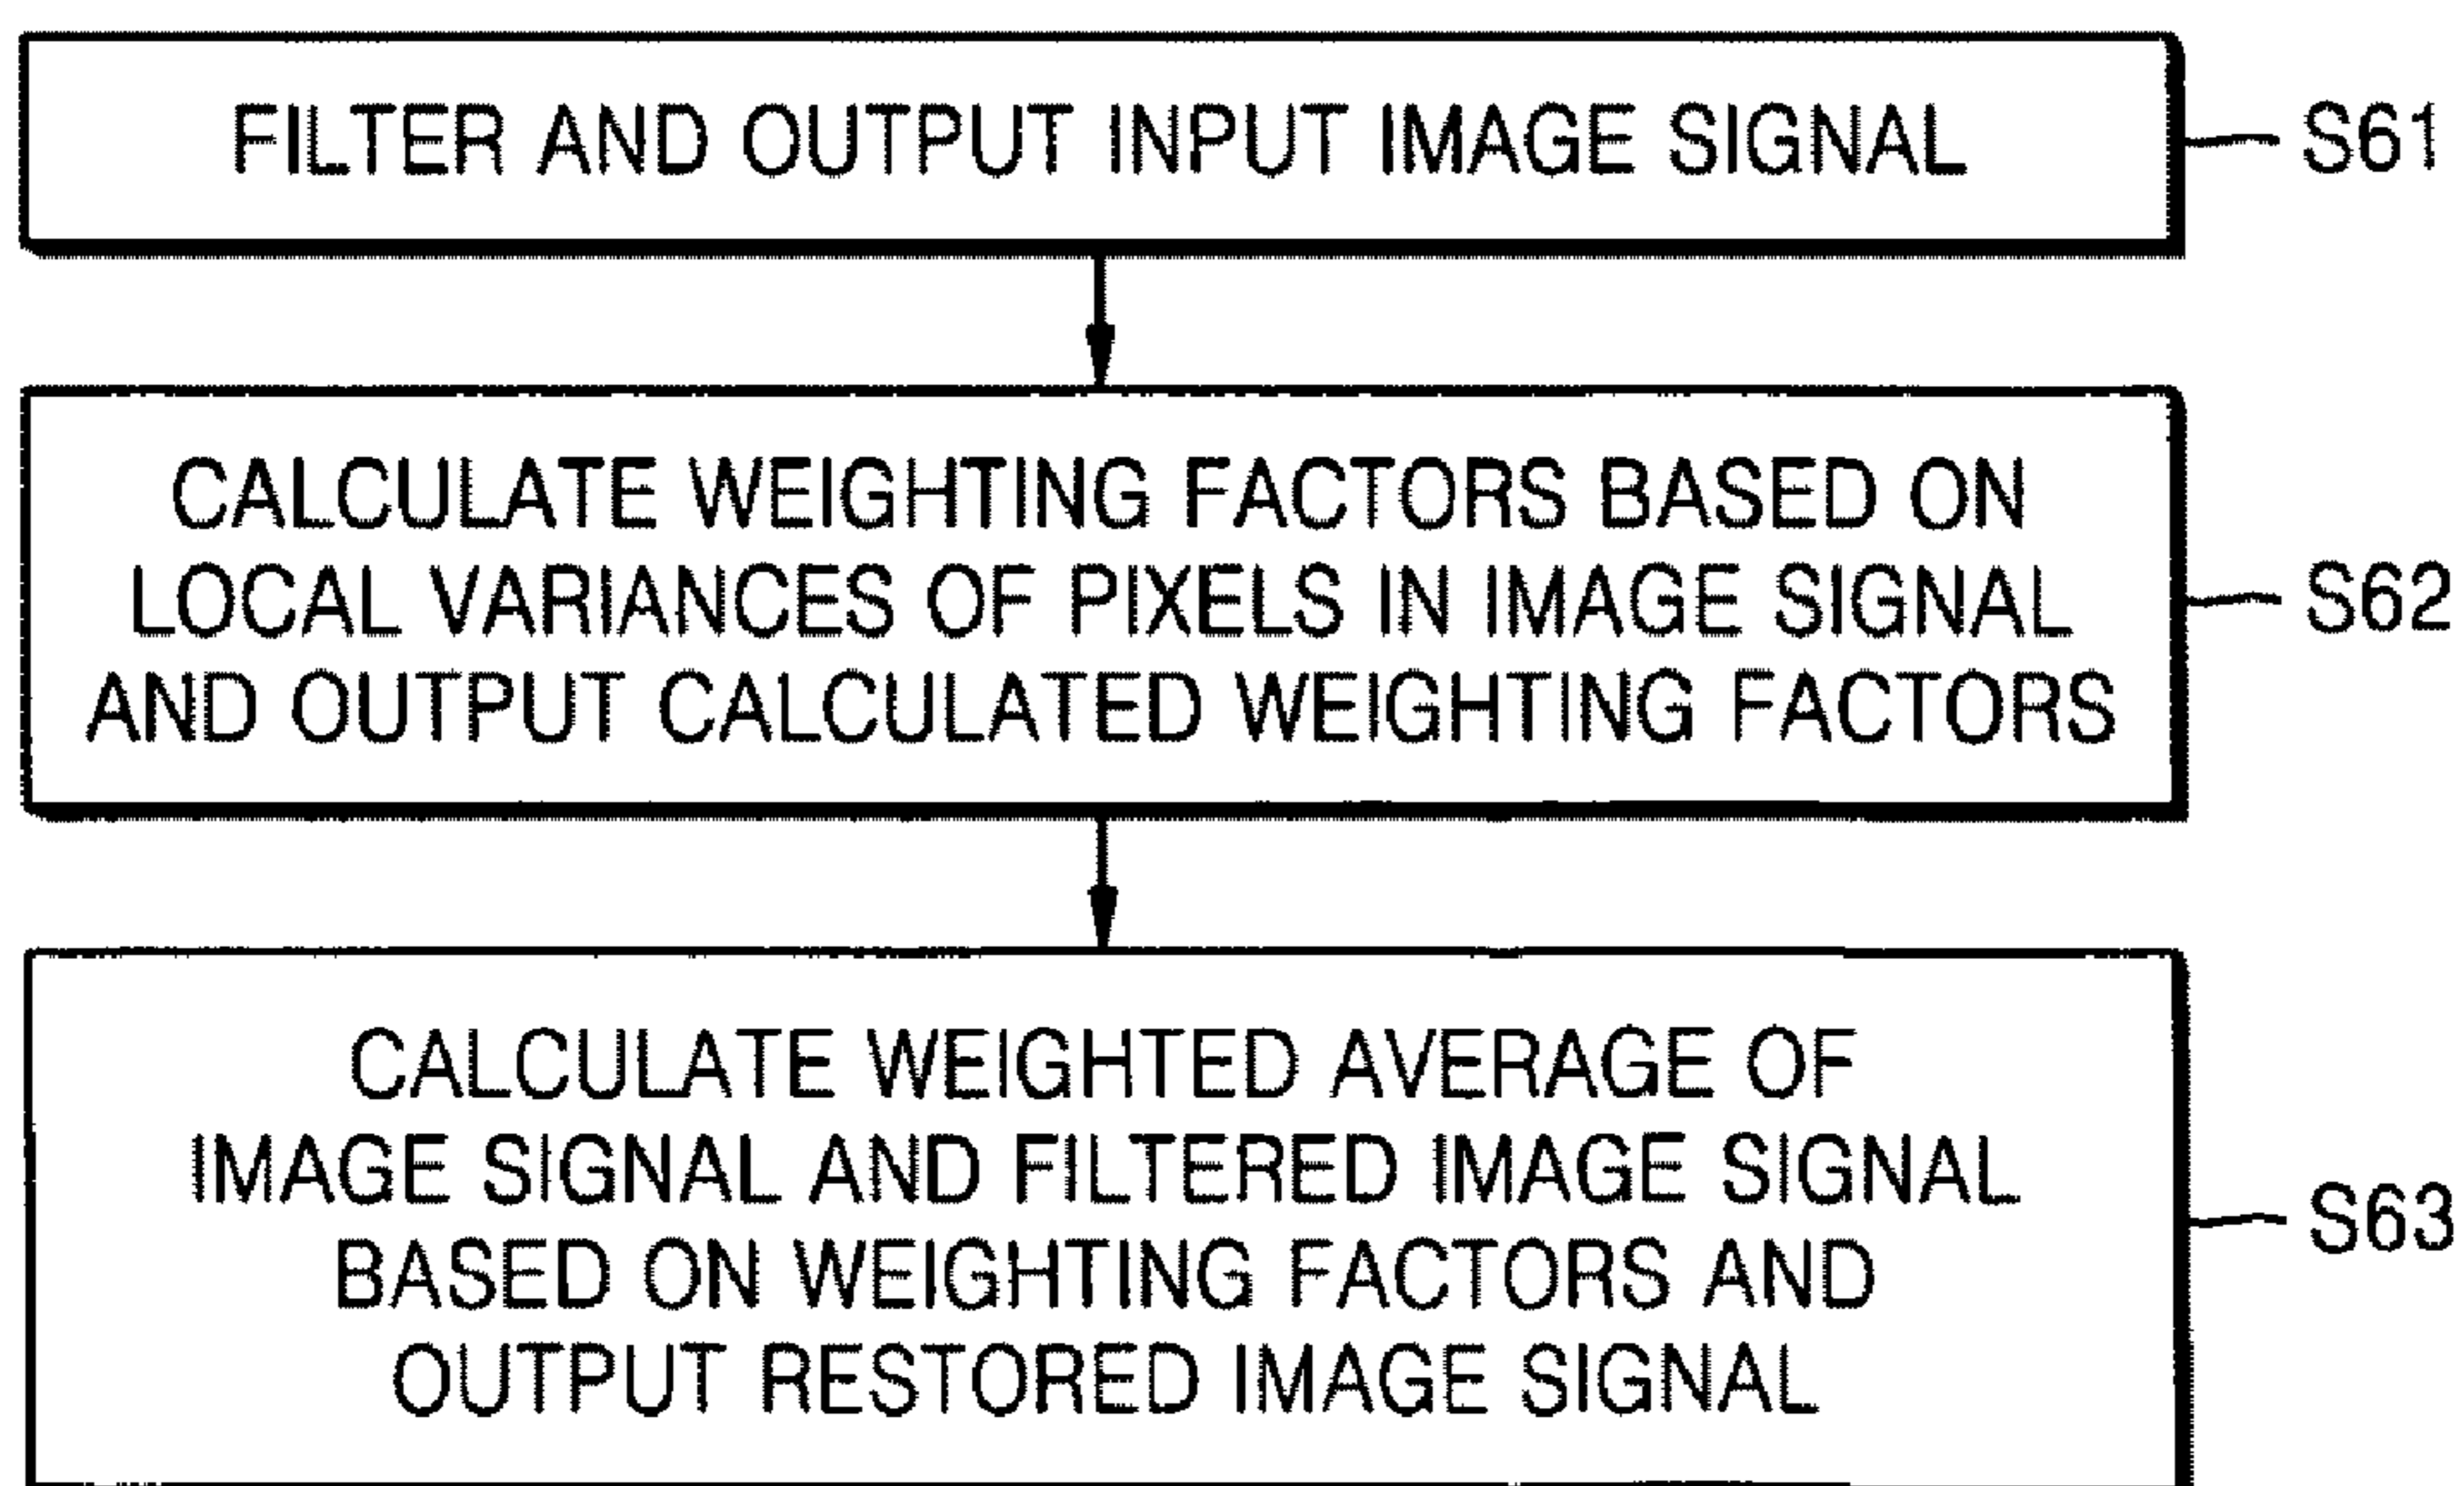 FILTER AND OUTPUT INPUT IMAGE SIGNAL
S61
CALCULATE WEIGHTING FACTORS BASED ON
LOCAL VARIANCES OF PIXELS IN IMAGE SIGNAL
AND OUTPUT CALCULATED WEIGHTING FACTORS
S62
CALCULATE WEIGHTED AVERAGE OF
IMAGE SIGNAL AND FILTERED IMAGE SIGNAL
BASED ON WEIGHTING FACTORS AND
OUTPUT RESTORED IMAGE SIGNAL
S63